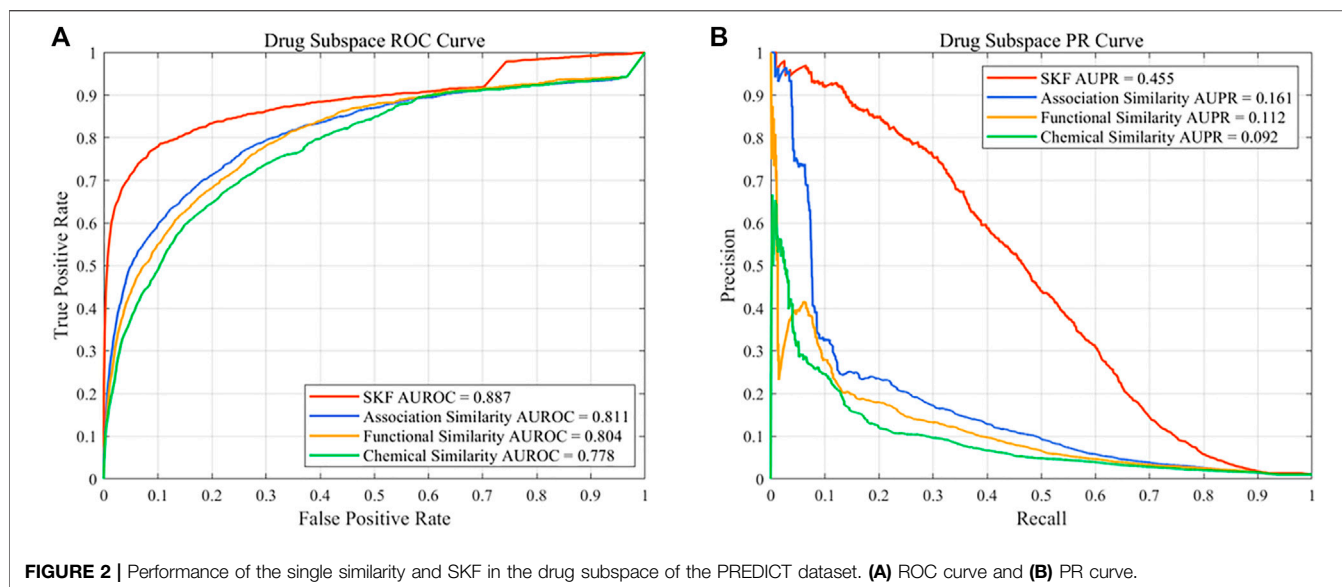 A
Drug Subspace ROC Curve
1
0.9
0.8
0.7
0.6
0.5
0.4
0.3
0.2
0.1
0
True Positive Rate
SKF AUROC = 0.887
Association Similarity AUROC = 0.811
Functional Similarity AUROC = 0.804
Chemical Similarity AUROC = 0.778
0 0.1 0.2 0.3 0.4 0.5 0.6 0.7 0.8 0.9 1
False Positive Rate
B
Drug Subspace PR Curve
1
0.9
0.8
0.7
0.6
0.5
0.4
0.3
0.2
0.1
0
Precision
SKF AUPR = 0.455
Association Similarity AUPR = 0.161
Functional Similarity AUPR = 0.112
Chemical Similarity AUPR = 0.092
0 0.1 0.2 0.3 0.4 0.5 0.6 0.7 0.8 0.9 1
Recall
FIGURE 2 | Performance of the single similarity and SKF in the drug subspace of the PREDICT dataset. (A) ROC curve and (B) PR curve.